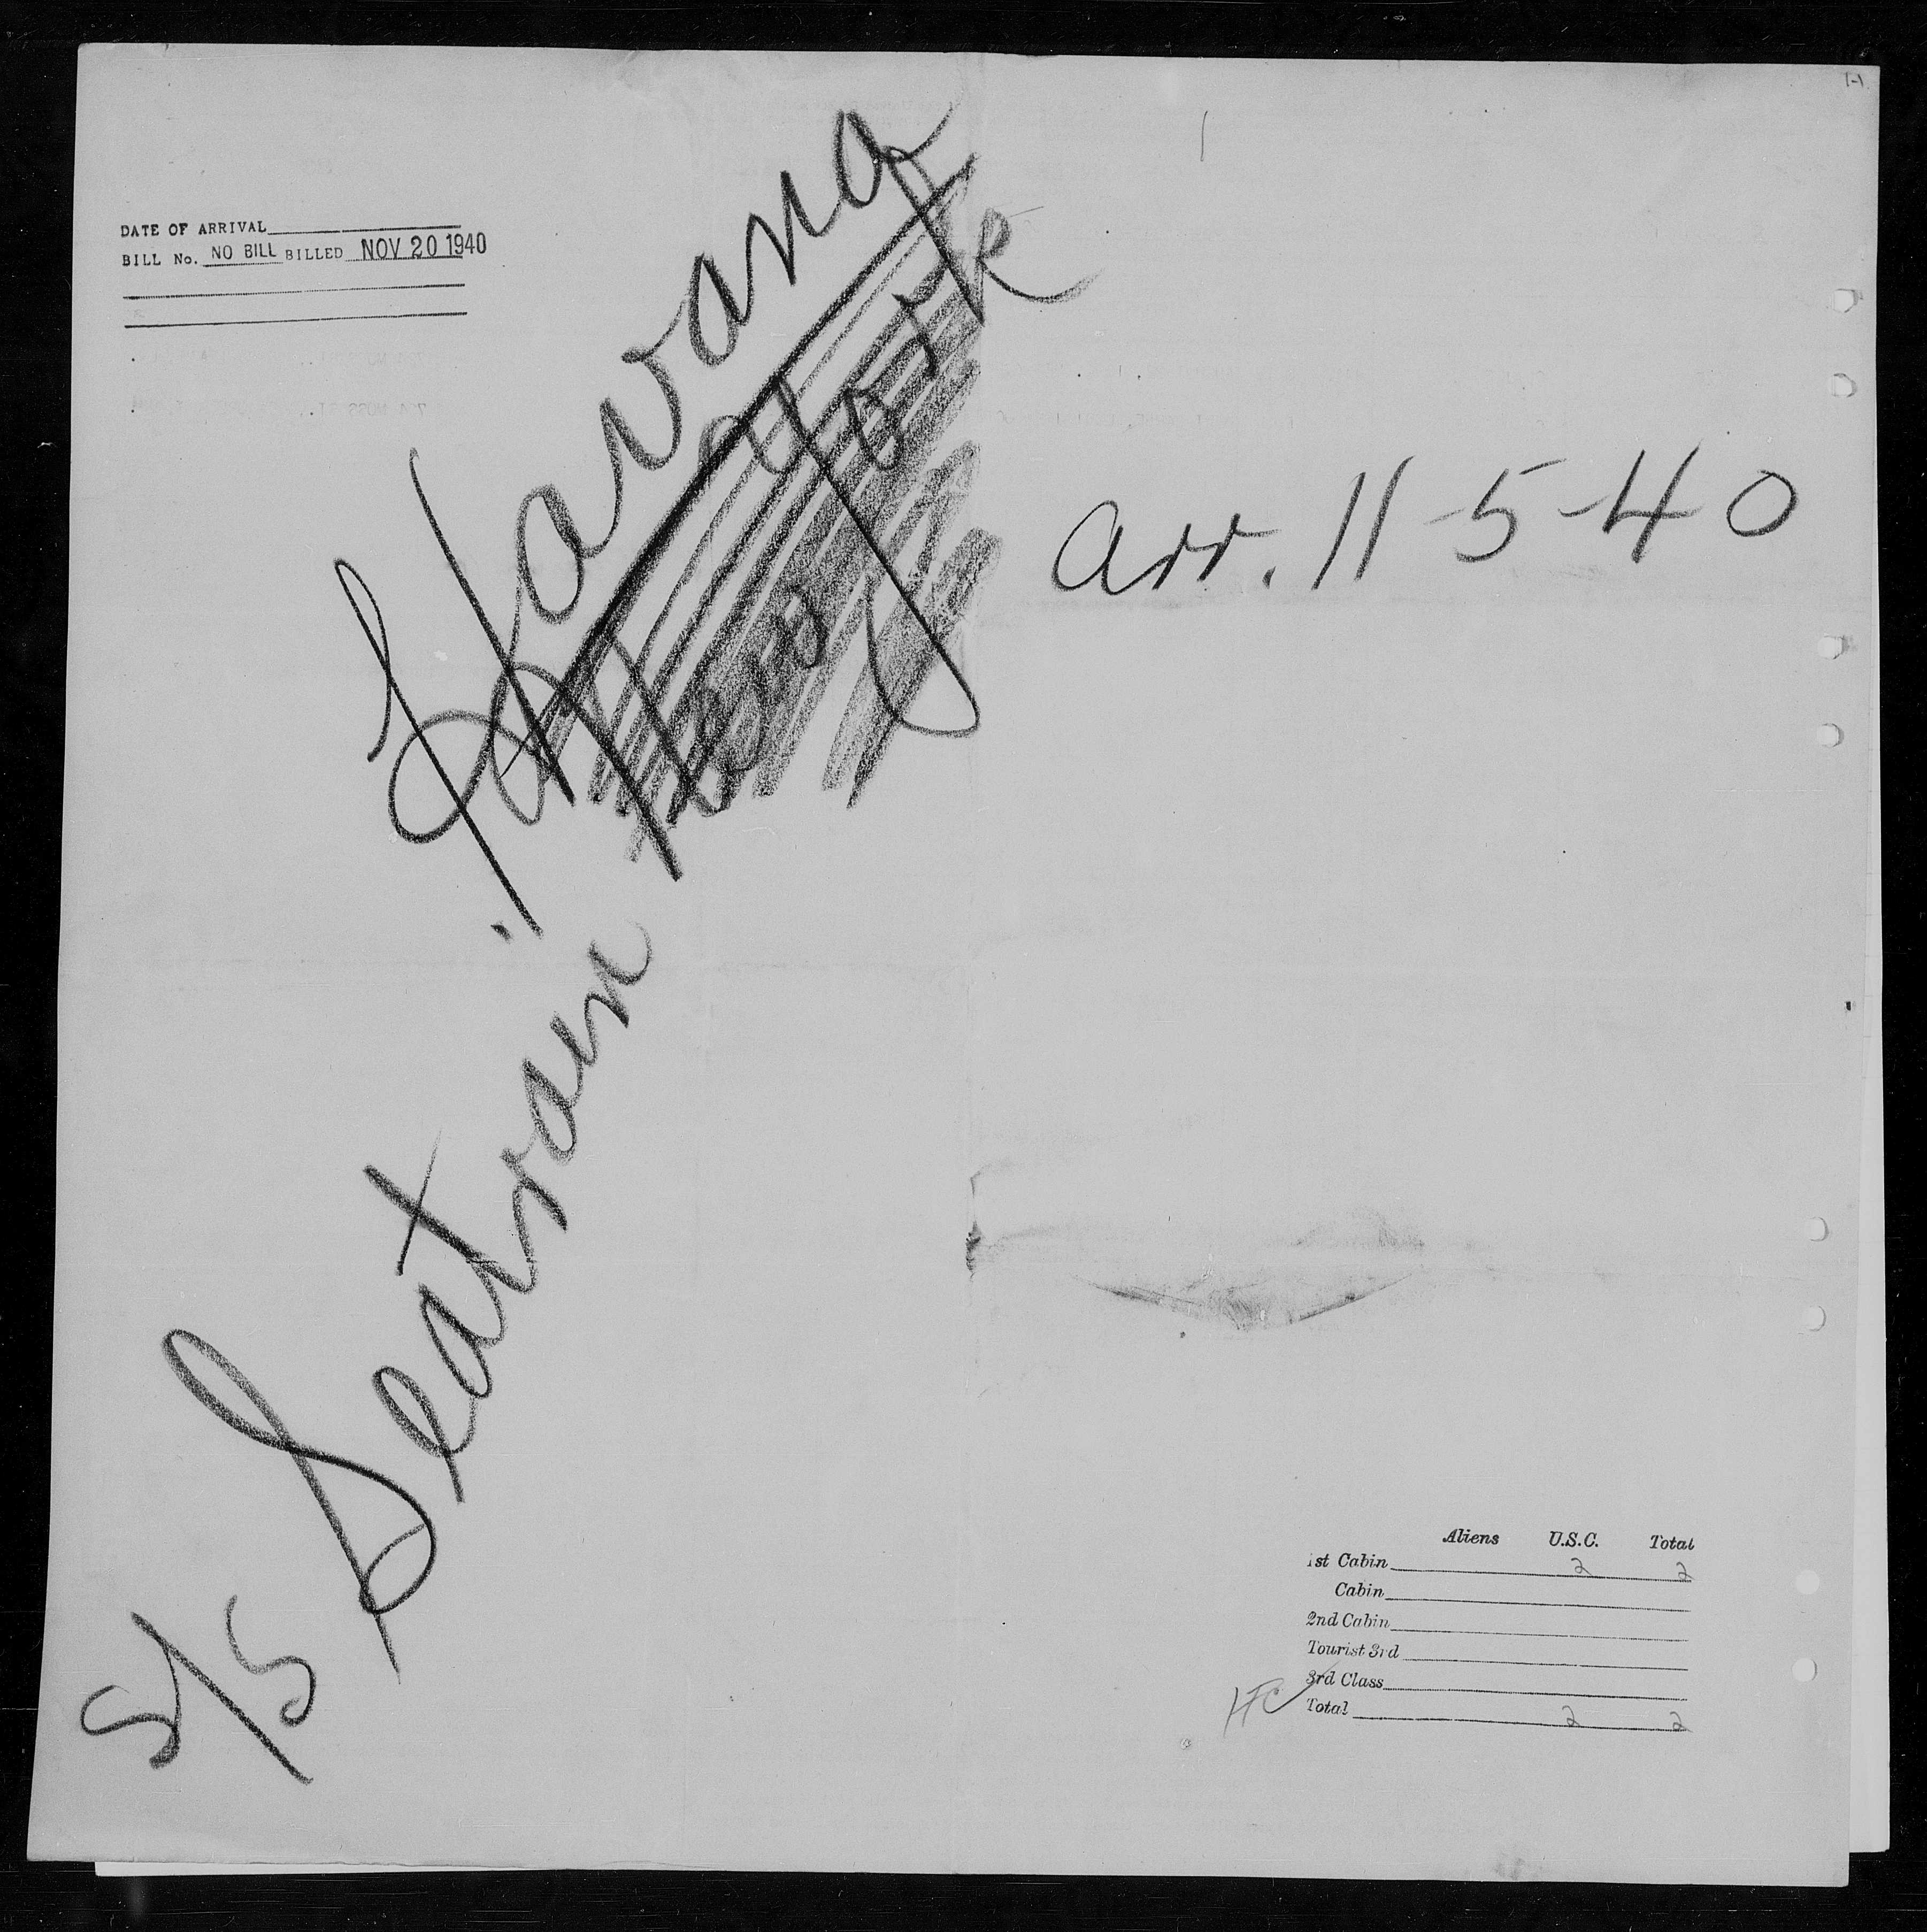 DATE OF ARRIVAL
BILL No. NO BILL BILLED NOV 20 1940
S/S Seatrain Havana
New York
arr. 11-5-40
Aliens U.S.C. Total
1st Cabin 2 2
Cabin
2nd Cabin
Tourist 3rd
3rd Class
HFC
Total 2 2